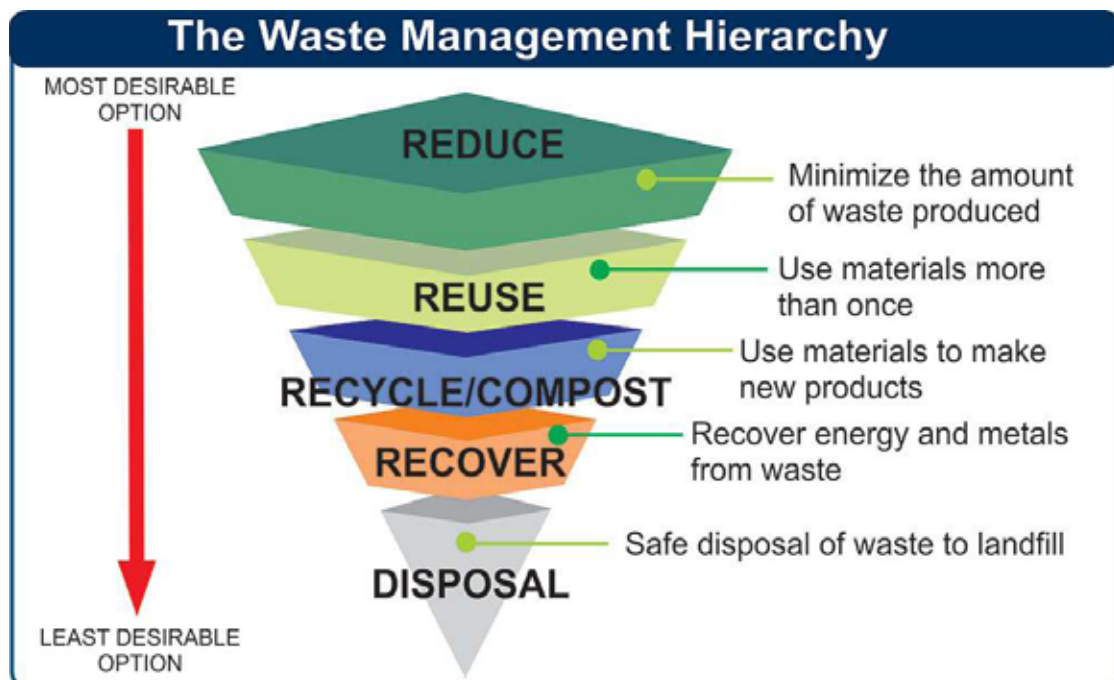 The Waste Management Hierarchy
MOST DESIRABLE
OPTION
REDUCE
Minimize the amount
of waste produced
REUSE
Use materials more
than once
RECYCLE/COMPOST
Use materials to make
new products
RECOVER
Recover energy and metals
from waste
DISPOSAL
Safe disposal of waste to landfill
LEAST DESIRABLE
OPTION